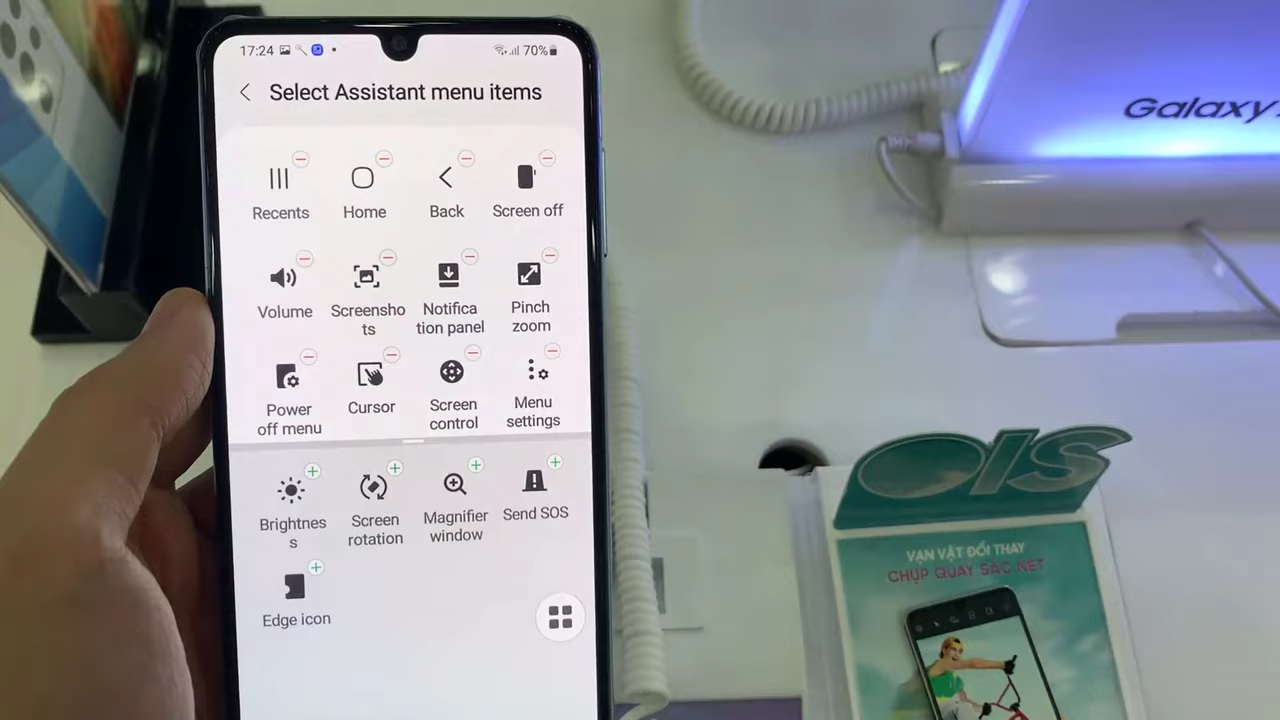 17:24
70%
Select Assistant menu items
Recents
Home
Back
Screen off
Volume
Screensho
ts
Notifica
tion panel
Pinch
zoom
Power
off menu
Cursor
Screen
control
Menu
settings
Brightnes
s
Screen
rotation
Magnifier
window
Send SOS
Edge icon
Galaxy
OIS
VẠN VẬT ĐỔI THAY
CHỤP QUAY SẮC NÉT